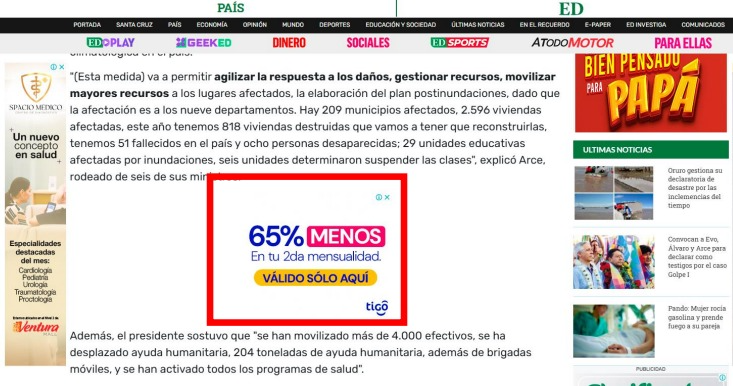 PAÍS
ED
PORTADA SANTA CRUZ PAÍS ECONOMÍA OPINIÓN MUNDO DEPORTES EDUCACIÓN Y SOCIEDAD ÚLTIMAS NOTICIAS EN EL RECUERDO E-PAPER ED INVESTIGA COMUNICADOS
ED PLAY #GEEKED DINERO SOCIALES ED SPORTS ATODOMOTOR PARA ELLAS
SPACIO MÉDICO
Un nuevo
concepto
en salud
Especialidades
destacadas
del mes:
Cardiología
Pediatría
Urología
Traumatología
Proctología
Ventura
MALL
"(Esta medida) va a permitir agilizar la respuesta a los daños, gestionar recursos, movilizar
mayores recursos a los lugares afectados, la elaboración del plan postinundaciones, dado que
la afectación es a los nueve departamentos. Hay 209 municipios afectados, 2.596 viviendas
afectadas, este año tenemos 818 viviendas destruidas que vamos a tener que reconstruirlas,
tenemos 51 fallecidos en el país y ocho personas desaparecidas; 29 unidades educativas
afectadas por inundaciones, seis unidades determinaron suspender las clases", explicó Arce,
rodeado de seis de sus
65% MENOS
En tu 2da mensualidad.
VÁLIDO SÓLO AQUÍ
tigo
Además, el presidente sostuvo que "se han movilizado más de 4.000 efectivos, se ha
desplazado ayuda humanitaria, 204 toneladas de ayuda humanitaria, además de brigadas
móviles, y se han activado todos los programas de salud".
BIEN PENSADO
PARA PAPÁ
ULTIMAS NOTICIAS
Oruro gestiona su
declaratoria de
desastre por las
inclemencias del
tiempo
Convocan a Evo,
Álvaro y Arce para
declarar como
testigos por el caso
Golpe I
Pando: Mujer rocía
gasolina y prende
fuego a su pareja
PUBLICIDAD